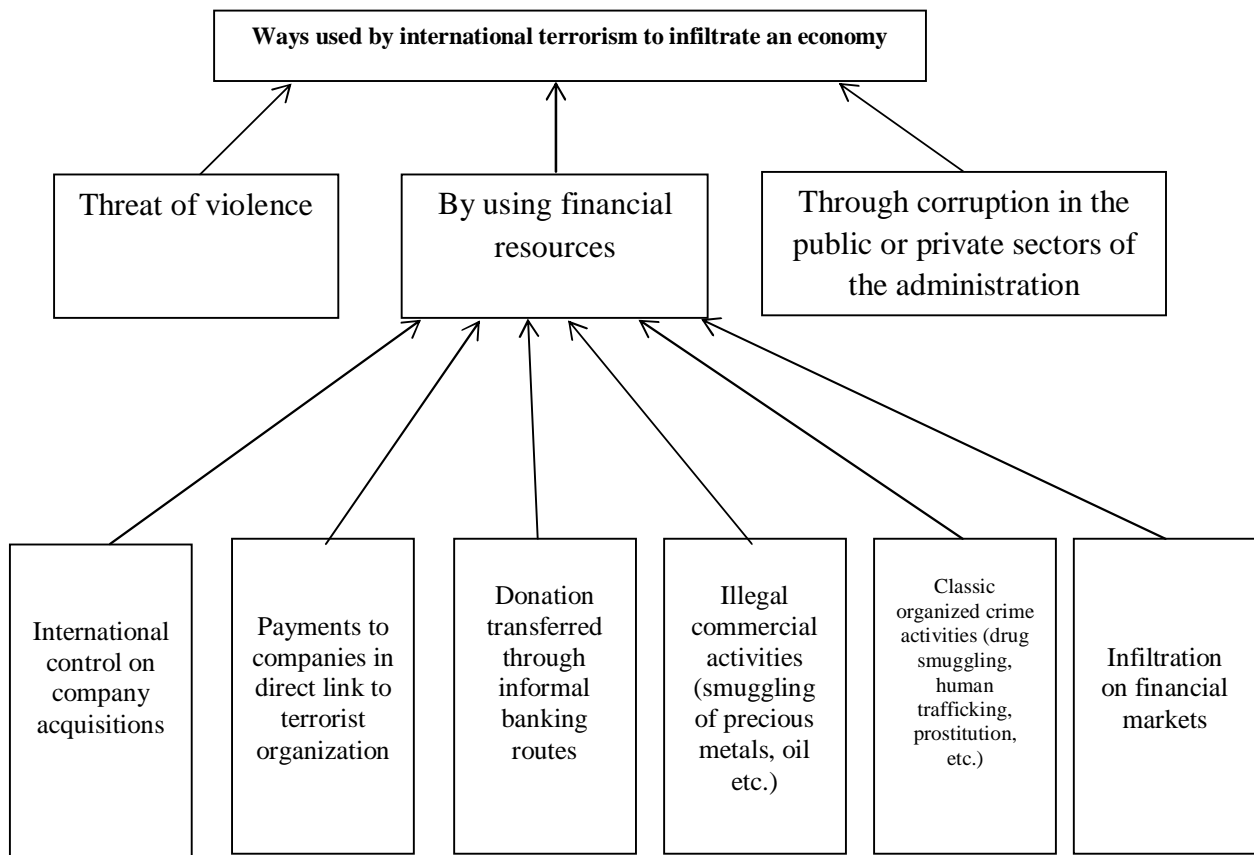 Ways used by international terrorism to infiltrate an economy
Threat of violence
By using financial
resources
Through corruption in the
public or private sectors of
the administration
International
control on
company
acquisitions
Payments to
companies in
direct link to
terrorist
organization
Donation
transferred
through
informal
banking
routes
Illegal
commercial
activities
(smuggling
of precious
metals, oil
etc.)
Classic
organized crime
activities (drug
smuggling,
human
trafficking,
prostitution,
etc.)
Infiltration
on financial
markets